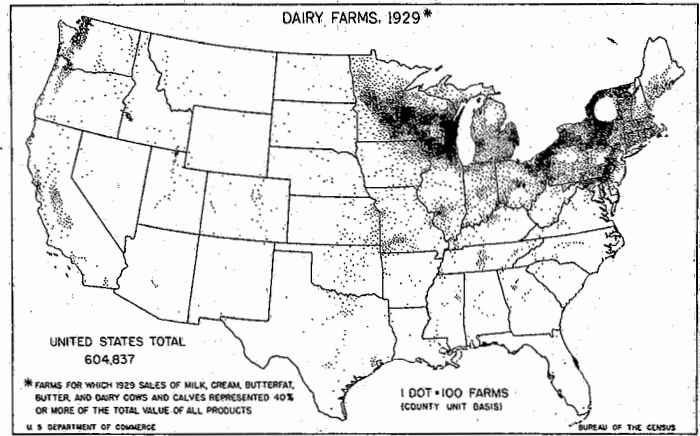 DAIRY FARMS, 1929*
UNITED STATES TOTAL
604,837
* FARMS FOR WHICH 1929 SALES OF MILK, CREAM, BUTTERFAT,
BUTTER, AND DAIRY COWS AND CALVES REPRESENTED 40%
OR MORE OF THE TOTAL VALUE OF ALL PRODUCTS
U. S. DEPARTMENT OF COMMERCE
1 DOT = 100 FARMS
(COUNTY UNIT BASIS)
BUREAU OF THE CENSUS